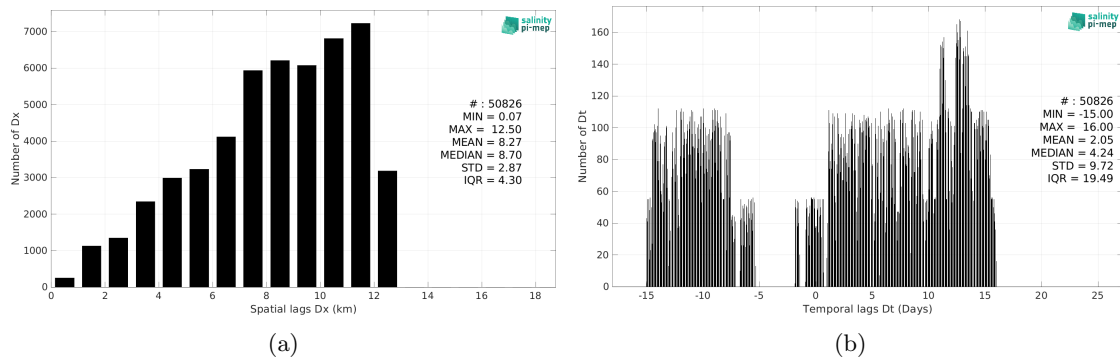 7000
6000
5000
4000
3000
2000
1000
0
Number of Dx
0 2 4 6 8 10 12 14 16 18
Spatial lags Dx (km)
salinity
pi-mep
# : 50826
MIN = 0.07
MAX = 12.50
MEAN = 8.27
MEDIAN = 8.70
STD = 2.87
IQR = 4.30
(a)
160
140
120
100
80
60
40
20
0
Number of Dt
-15 -10 -5 0 5 10 15 20 25
Temporal lags Dt (Days)
salinity
pi-mep
# : 50826
MIN = -15.00
MAX = 16.00
MEAN = 2.05
MEDIAN = 4.24
STD = 9.72
IQR = 19.49
(b)